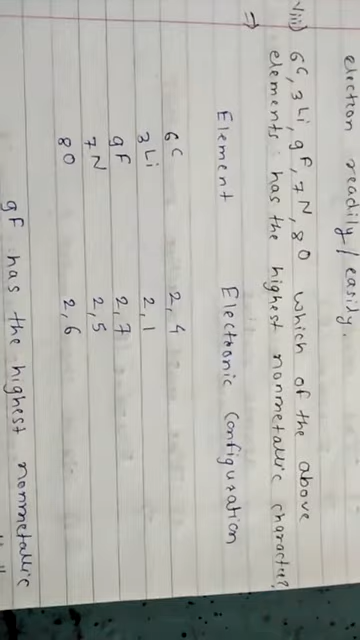 election readily / easily.
viii) 6C, 3Li, 9F, 7N, 8O which of the above
elements has the highest nonmetallic character?
⇒
Element Electronic Configuration
6C 2,4
3Li 2,1
9F 2,7
7N 2,5
8O 2,6
9F has the highest nonmetallic